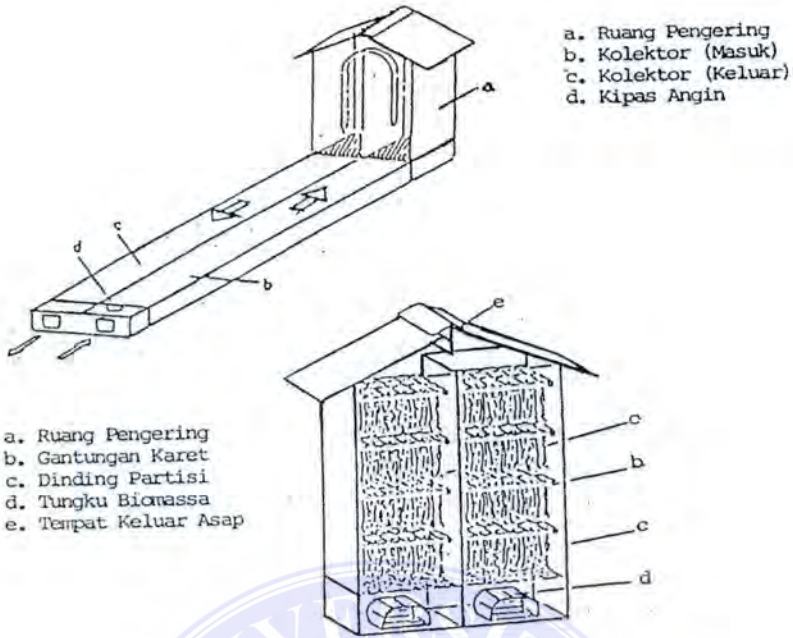 a. Ruang Pengering
b. Kolektor (Masuk)
c. Kolektor (Keluar)
d. Kipas Angin
a
c
d
b
e
a. Ruang Pengering
b. Gantungan Karet
c. Dinding Partisi
d. Tungku Biomassa
e. Tempat Keluar Asap
c
b
c
d